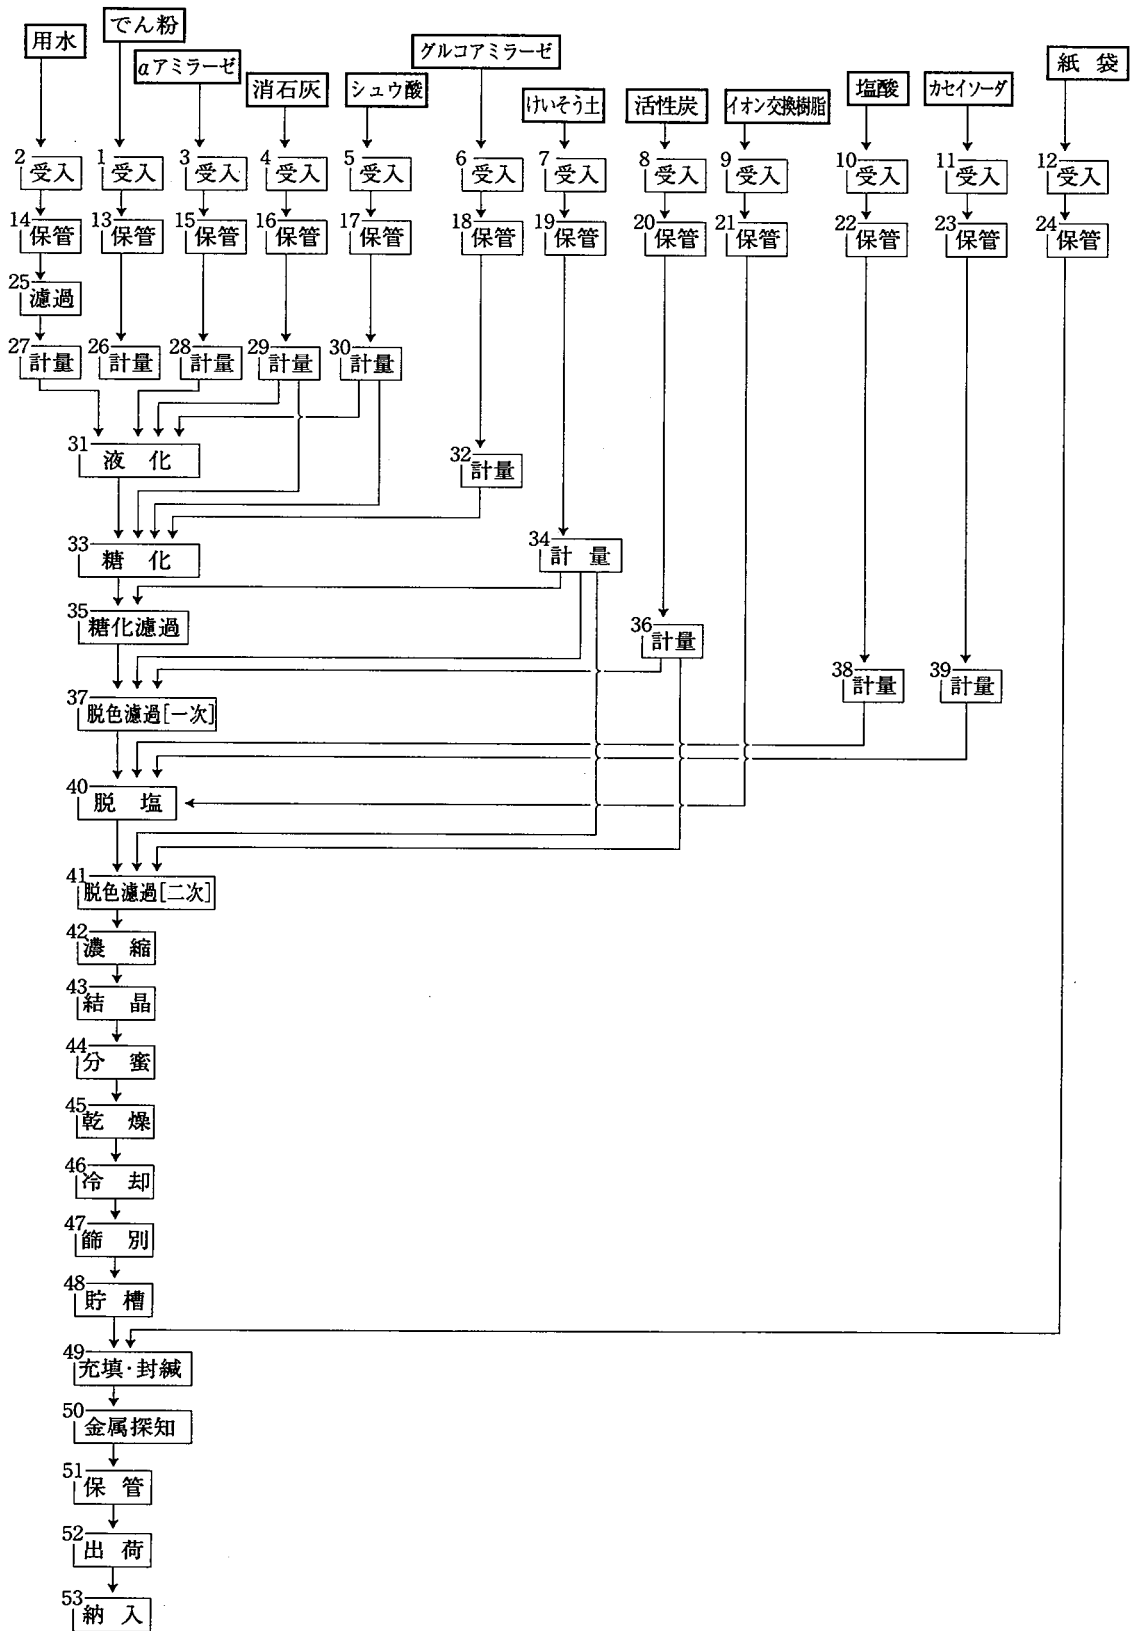 用水
でん粉
αアミラーゼ
消石灰
シュウ酸
グルコアミラーゼ
けいそう土
活性炭
イオン交換樹脂
塩酸
カセイソーダ
紙袋
2 受入
1 受入
3 受入
4 受入
5 受入
6 受入
7 受入
8 受入
9 受入
10 受入
11 受入
12 受入
14 保管
13 保管
15 保管
16 保管
17 保管
18 保管
19 保管
20 保管
21 保管
22 保管
23 保管
24 保管
25 濾過
27 計量
26 計量
28 計量
29 計量
30 計量
31 液化
32 計量
33 糖化
34 計量
35 糖化濾過
36 計量
37 脱色濾過[一次]
38 計量
39 計量
40 脱塩
41 脱色濾過[二次]
42 濃縮
43 結晶
44 分蜜
45 乾燥
46 冷却
47 篩別
48 貯槽
49 充填・封緘
50 金属探知
51 保管
52 出荷
53 納入